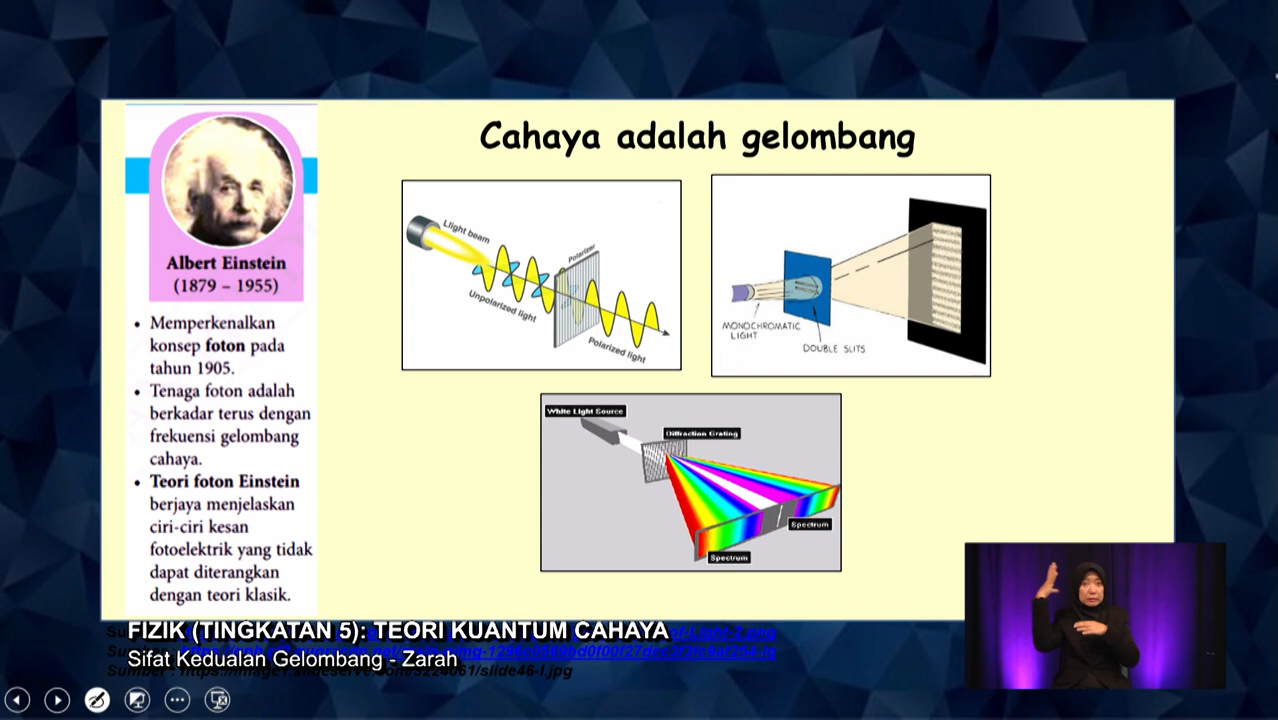 Cahaya adalah gelombang
Albert Einstein
(1879 – 1955)
• Memperkenalkan
konsep foton pada
tahun 1905.
• Tenaga foton adalah
berkadar terus dengan
frekuensi gelombang
cahaya.
• Teori foton Einstein
berjaya menjelaskan
ciri-ciri kesan
fotoelektrik yang tidak
dapat diterangkan
dengan teori klasik.
Llight beam
Polarizer
Unpolarized light
Polarized light
MONOCHROMATIC
LIGHT
DOUBLE SLITS
White Light Source
Diffraction Grating
Spectrum
Spectrum
FIZIK (TINGKATAN 5): TEORI KUANTUM CAHAYA
Sifat Kedualan Gelombang - Zarah